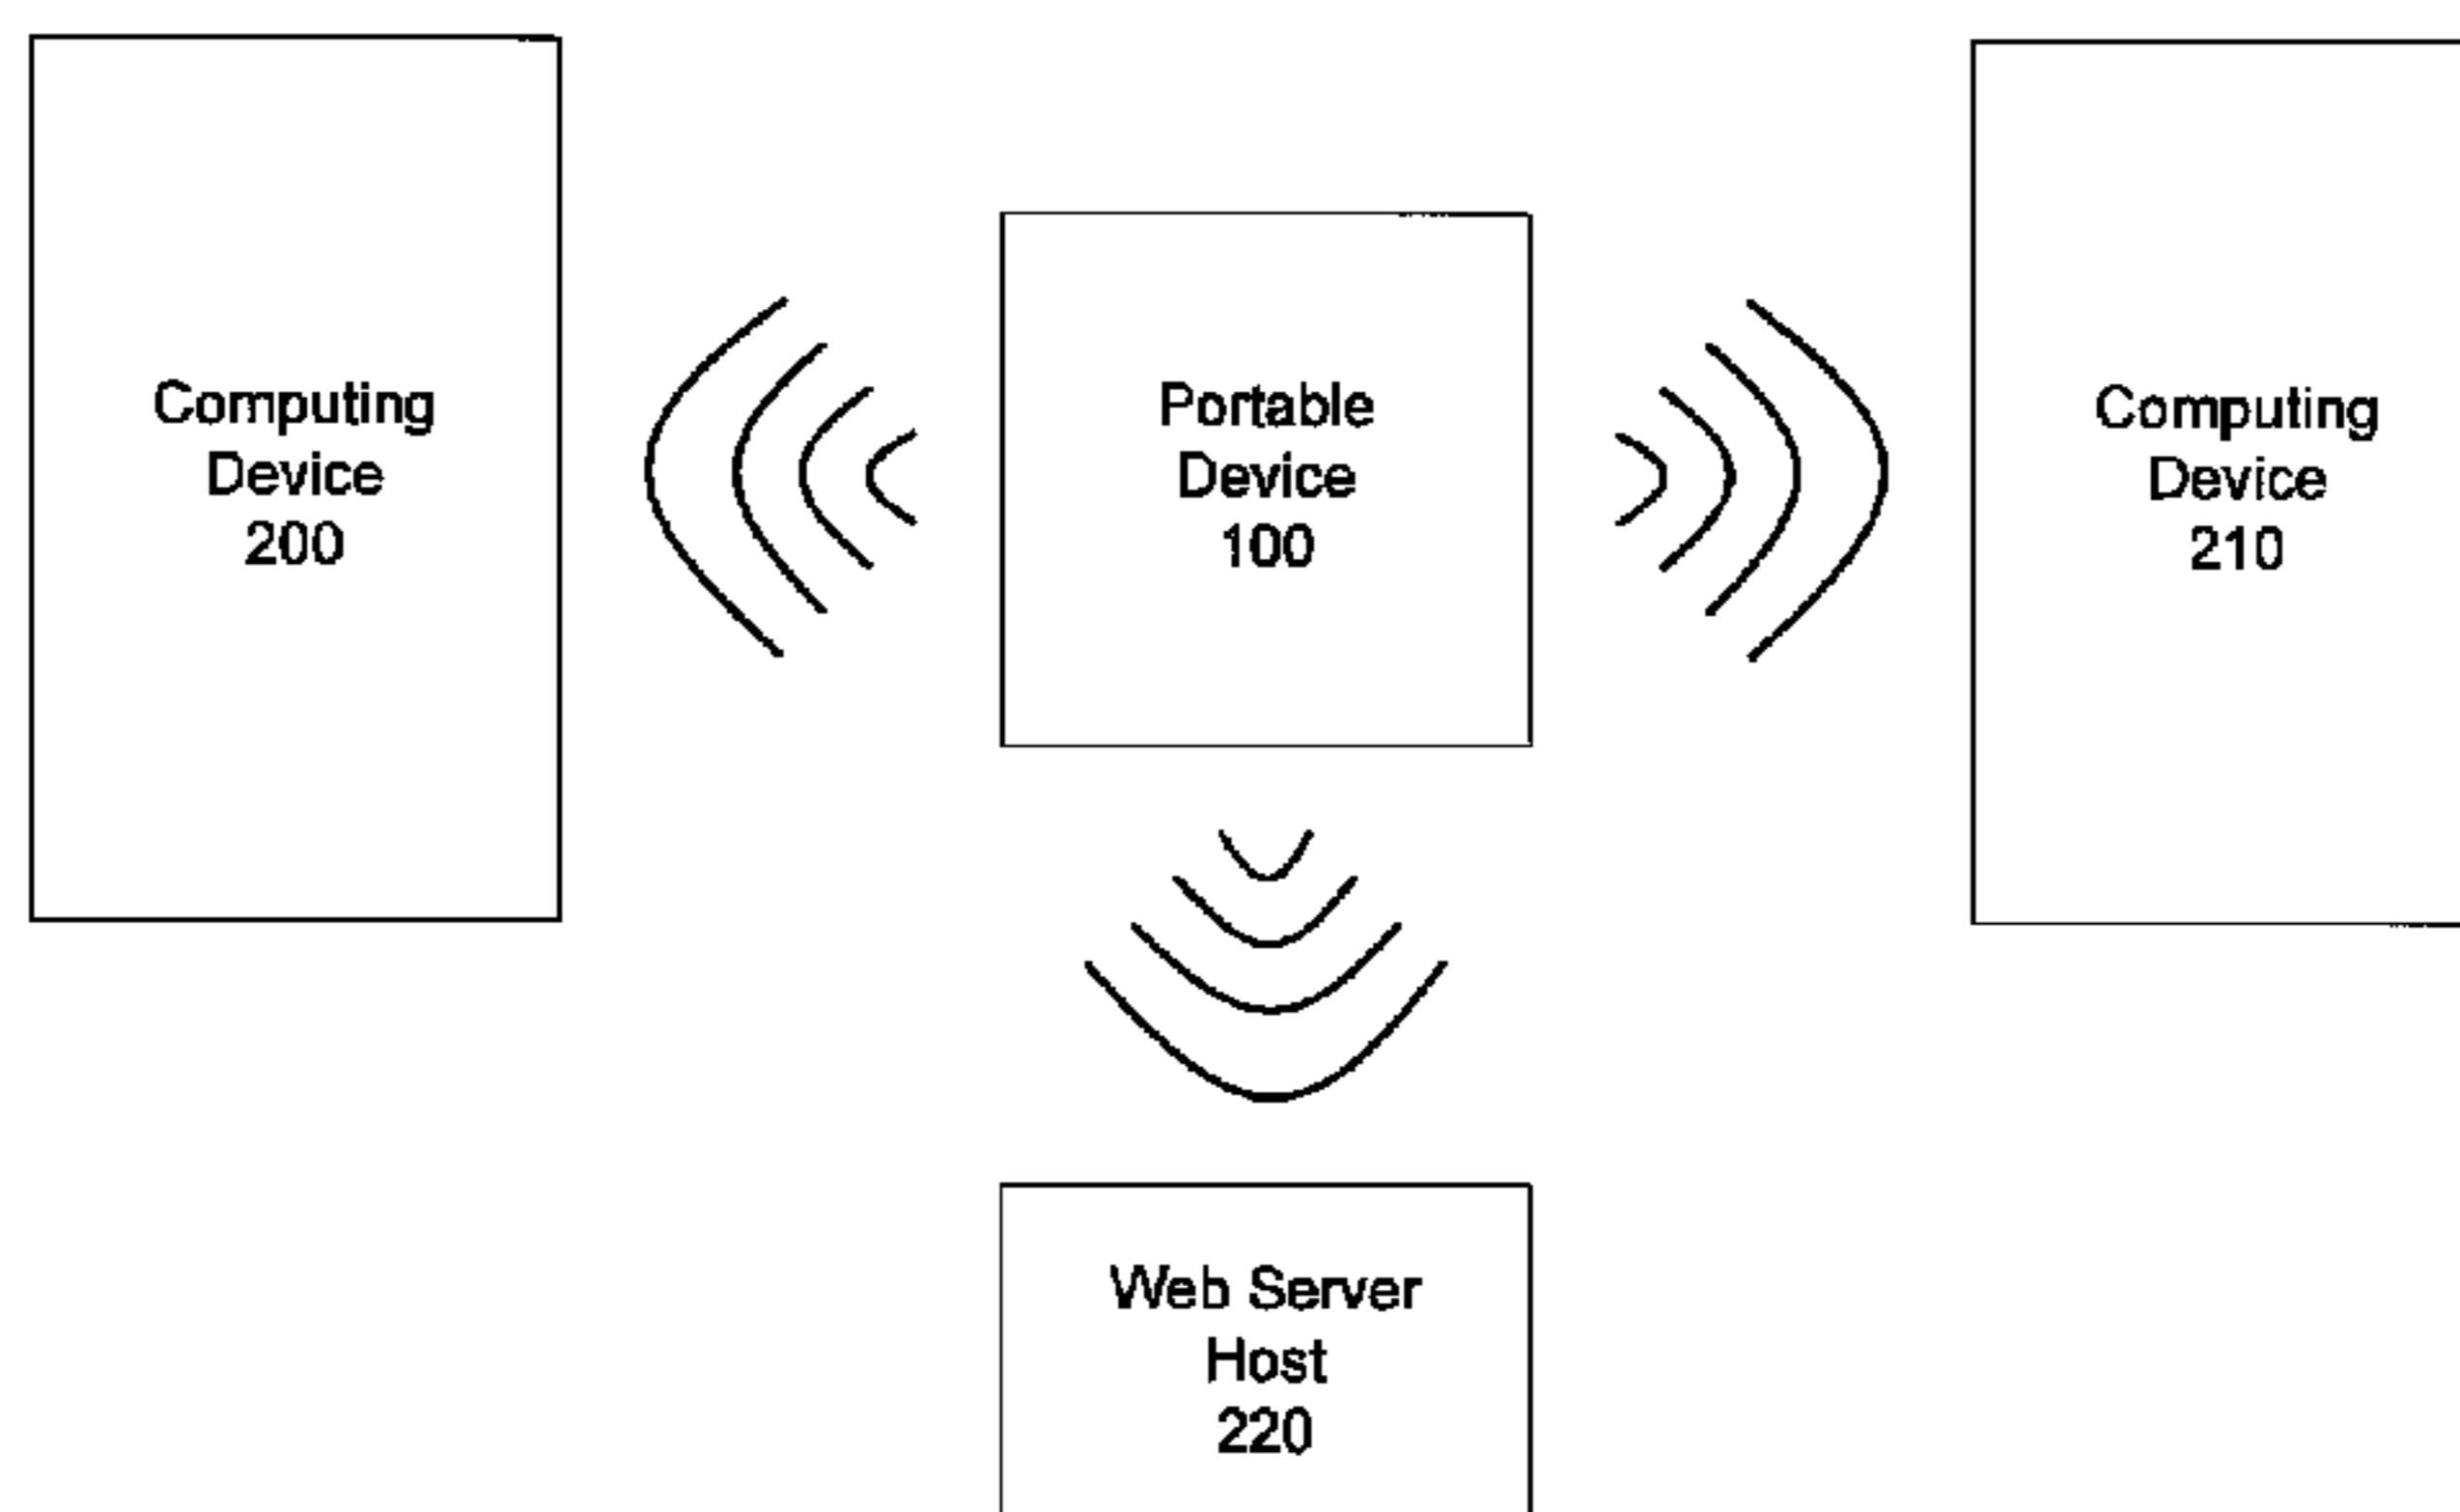 Computing
Device
200
Portable
Device
100
Computing
Device
210
Web Server
Host
220